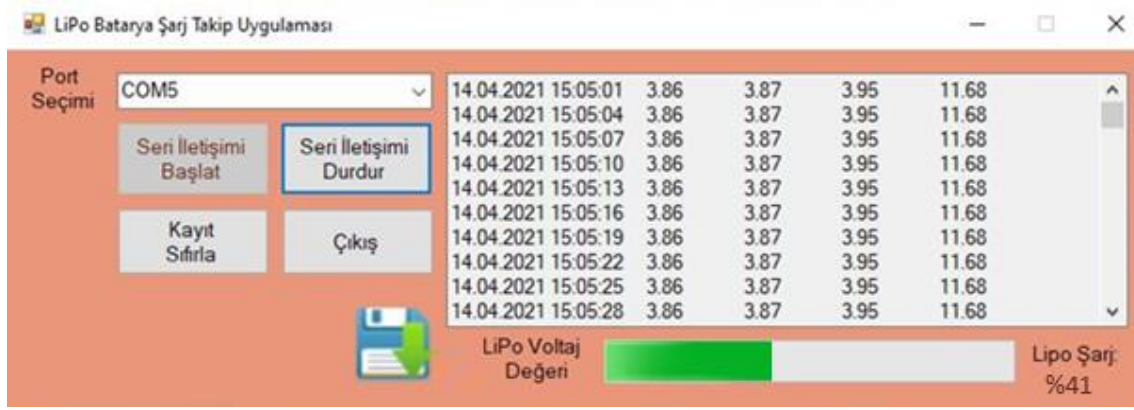 LiPo Batarya Şarj Takip Uygulaması
Port
Seçimi
COM5
Seri İletişimi
Başlat
Seri İletişimi
Durdur
Kayıt
Sıfırla
Çıkış
14.04.2021 15:05:01 3.86 3.87 3.95 11.68
14.04.2021 15:05:04 3.86 3.87 3.95 11.68
14.04.2021 15:05:07 3.86 3.87 3.95 11.68
14.04.2021 15:05:10 3.86 3.87 3.95 11.68
14.04.2021 15:05:13 3.86 3.87 3.95 11.68
14.04.2021 15:05:16 3.86 3.87 3.95 11.68
14.04.2021 15:05:19 3.86 3.87 3.95 11.68
14.04.2021 15:05:22 3.86 3.87 3.95 11.68
14.04.2021 15:05:25 3.86 3.87 3.95 11.68
14.04.2021 15:05:28 3.86 3.87 3.95 11.68
LiPo Voltaj
Değeri
Lipo Şarj:
%41